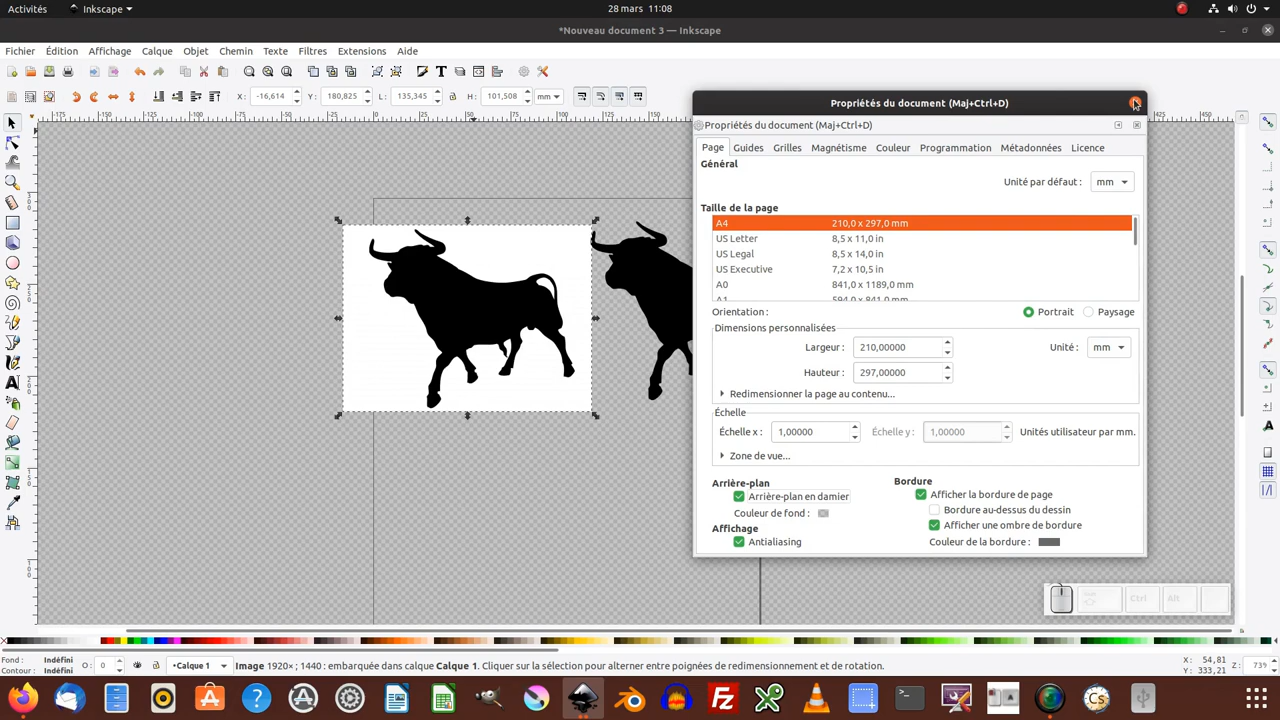 Activités
Inkscape
28 mars 11:08
*Nouveau document 3 — Inkscape
Fichier Édition Affichage Calque Objet Chemin Texte Filtres Extensions Aide
X : -16,614 Y : 180,825 L : 135,345 H : 101,508 mm
Propriétés du document (Maj+Ctrl+D)
Propriétés du document (Maj+Ctrl+D)
Page Guides Grilles Magnétisme Couleur Programmation Métadonnées Licence
Général
Unité par défaut : mm
Taille de la page
A4 210,0 x 297,0 mm
US Letter 8,5 x 11,0 in
US Legal 8,5 x 14,0 in
US Executive 7,2 x 10,5 in
A0 841,0 x 1189,0 mm
A1 594,0 x 841,0 mm
Orientation : Portrait Paysage
Dimensions personnalisées
Largeur : 210,00000 Unité : mm
Hauteur : 297,00000
Redimensionner la page au contenu...
Échelle
Échelle x : 1,00000 Échelle y : 1,00000 Unités utilisateur par mm.
Zone de vue...
Arrière-plan
Arrière-plan en damier
Couleur de fond :
Affichage
Antialiasing
Bordure
Afficher la bordure de page
Bordure au-dessus du dessin
Afficher une ombre de bordure
Couleur de la bordure :
Ctrl Alt
Fond : Indéfini
Contour : Indéfini
O : 0
•Calque 1
Image 1920× ; 1440 : embarquée dans calque Calque 1. Cliquer sur la sélection pour alterner entre poignées de redimensionnement et de rotation.
X : 54,81
Y : 333,21
Z : 73%